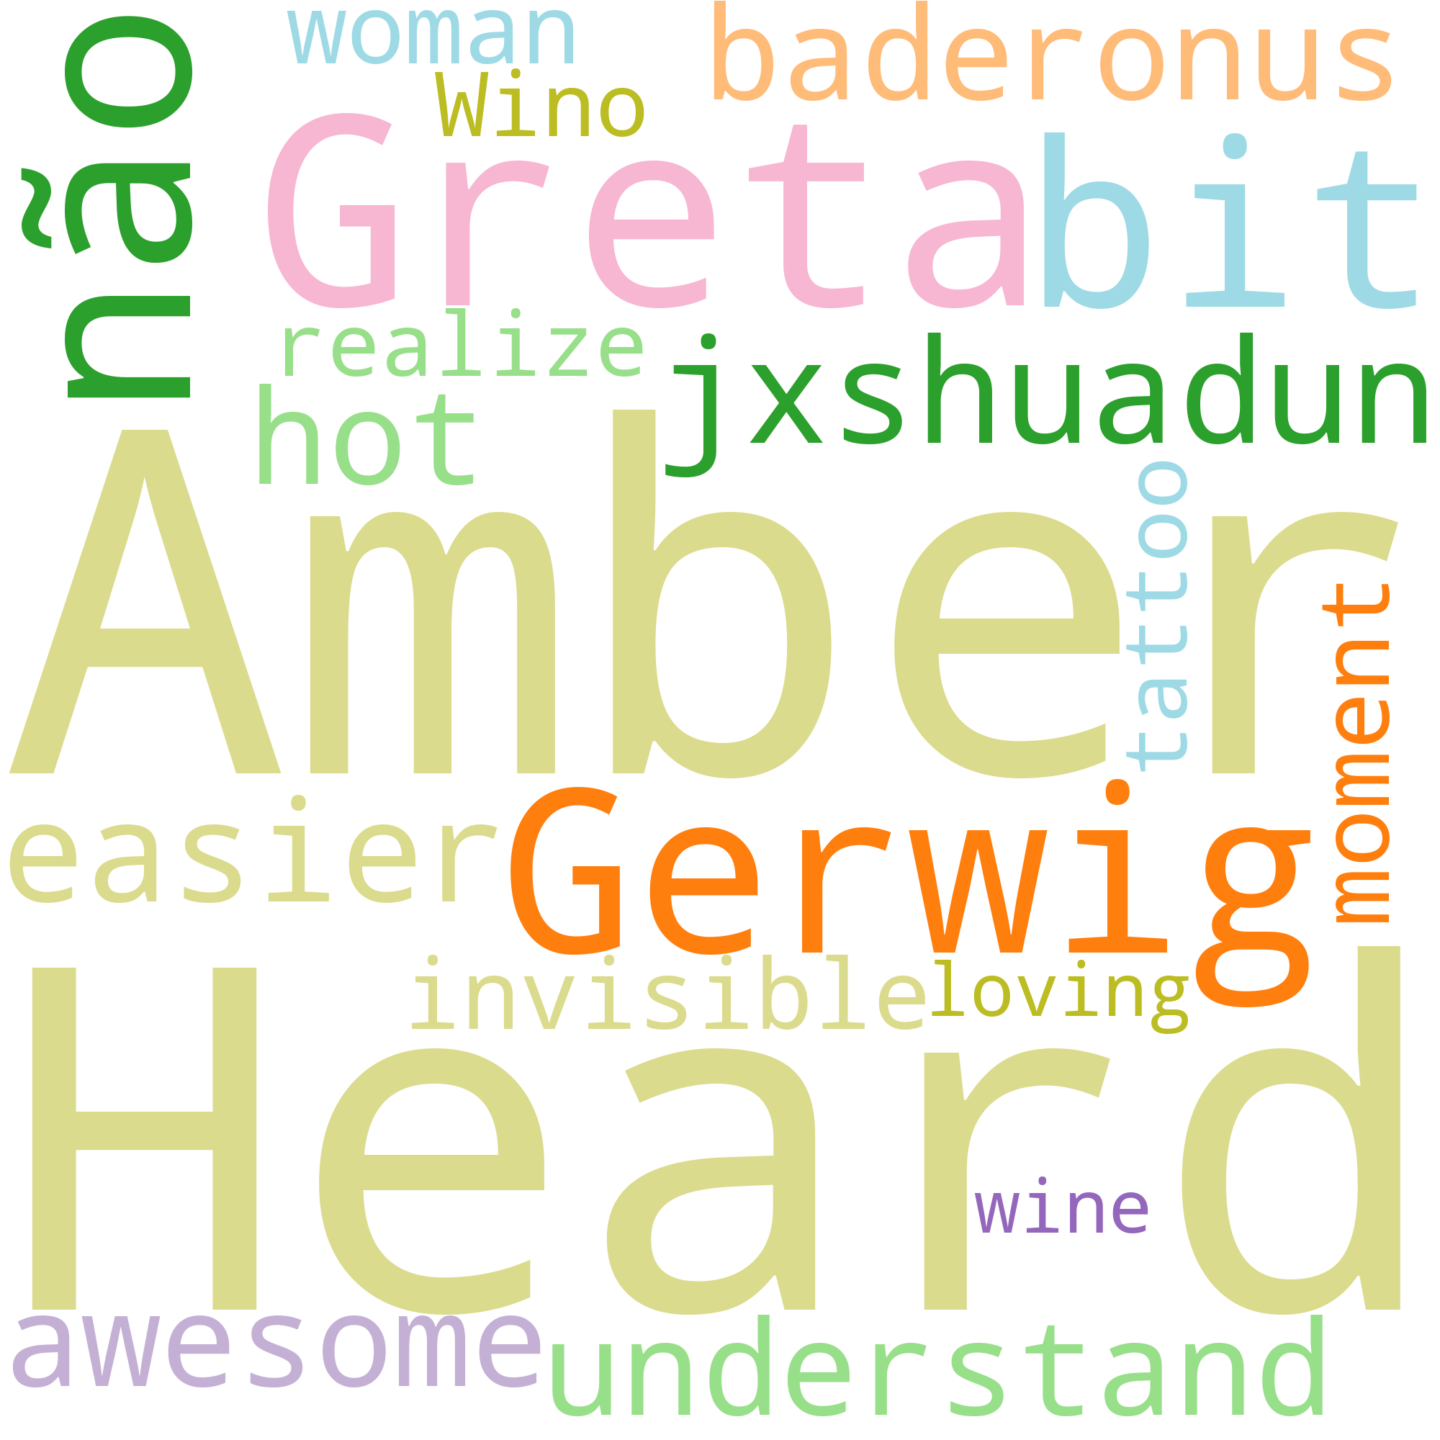 não
woman
baderonus
Wino
Greta
bit
realize
jxshuadun
hot
Amber
tattoo
moment
easier
Gerwig
invisible
loving
Heard
wine
awesome
understand